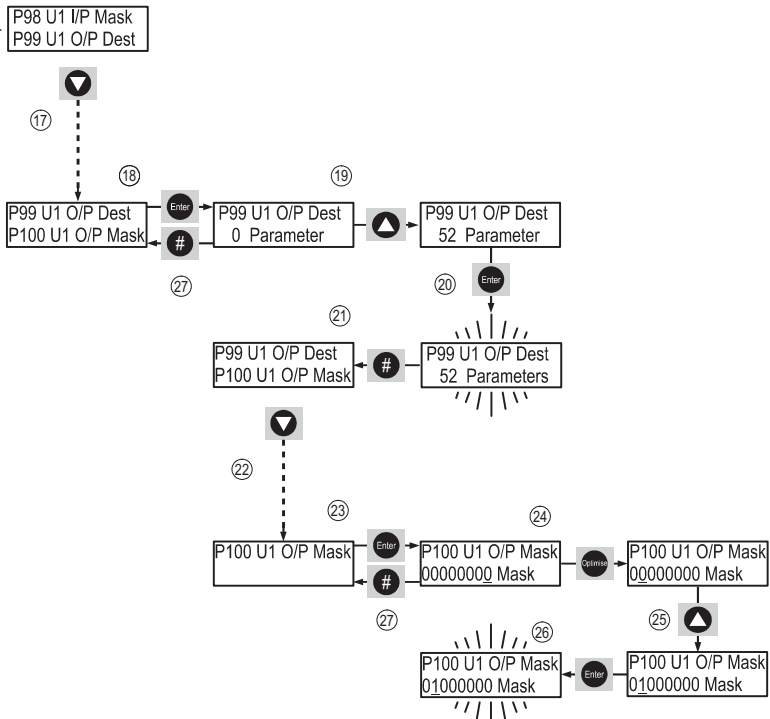 P98 U1 I/P Mask
P99 U1 O/P Dest
17
18
19
P99 U1 O/P Dest
P100 U1 O/P Mask
Enter
#
P99 U1 O/P Dest
0 Parameter
P99 U1 O/P Dest
52 Parameter
27
20
Enter
21
P99 U1 O/P Dest
P100 U1 O/P Mask
#
P99 U1 O/P Dest
52 Parameters
22
23
24
P100 U1 O/P Mask
Enter
#
P100 U1 O/P Mask
00000000 Mask
Optimise
P100 U1 O/P Mask
00000000 Mask
27
26
25
P100 U1 O/P Mask
01000000 Mask
Enter
P100 U1 O/P Mask
01000000 Mask